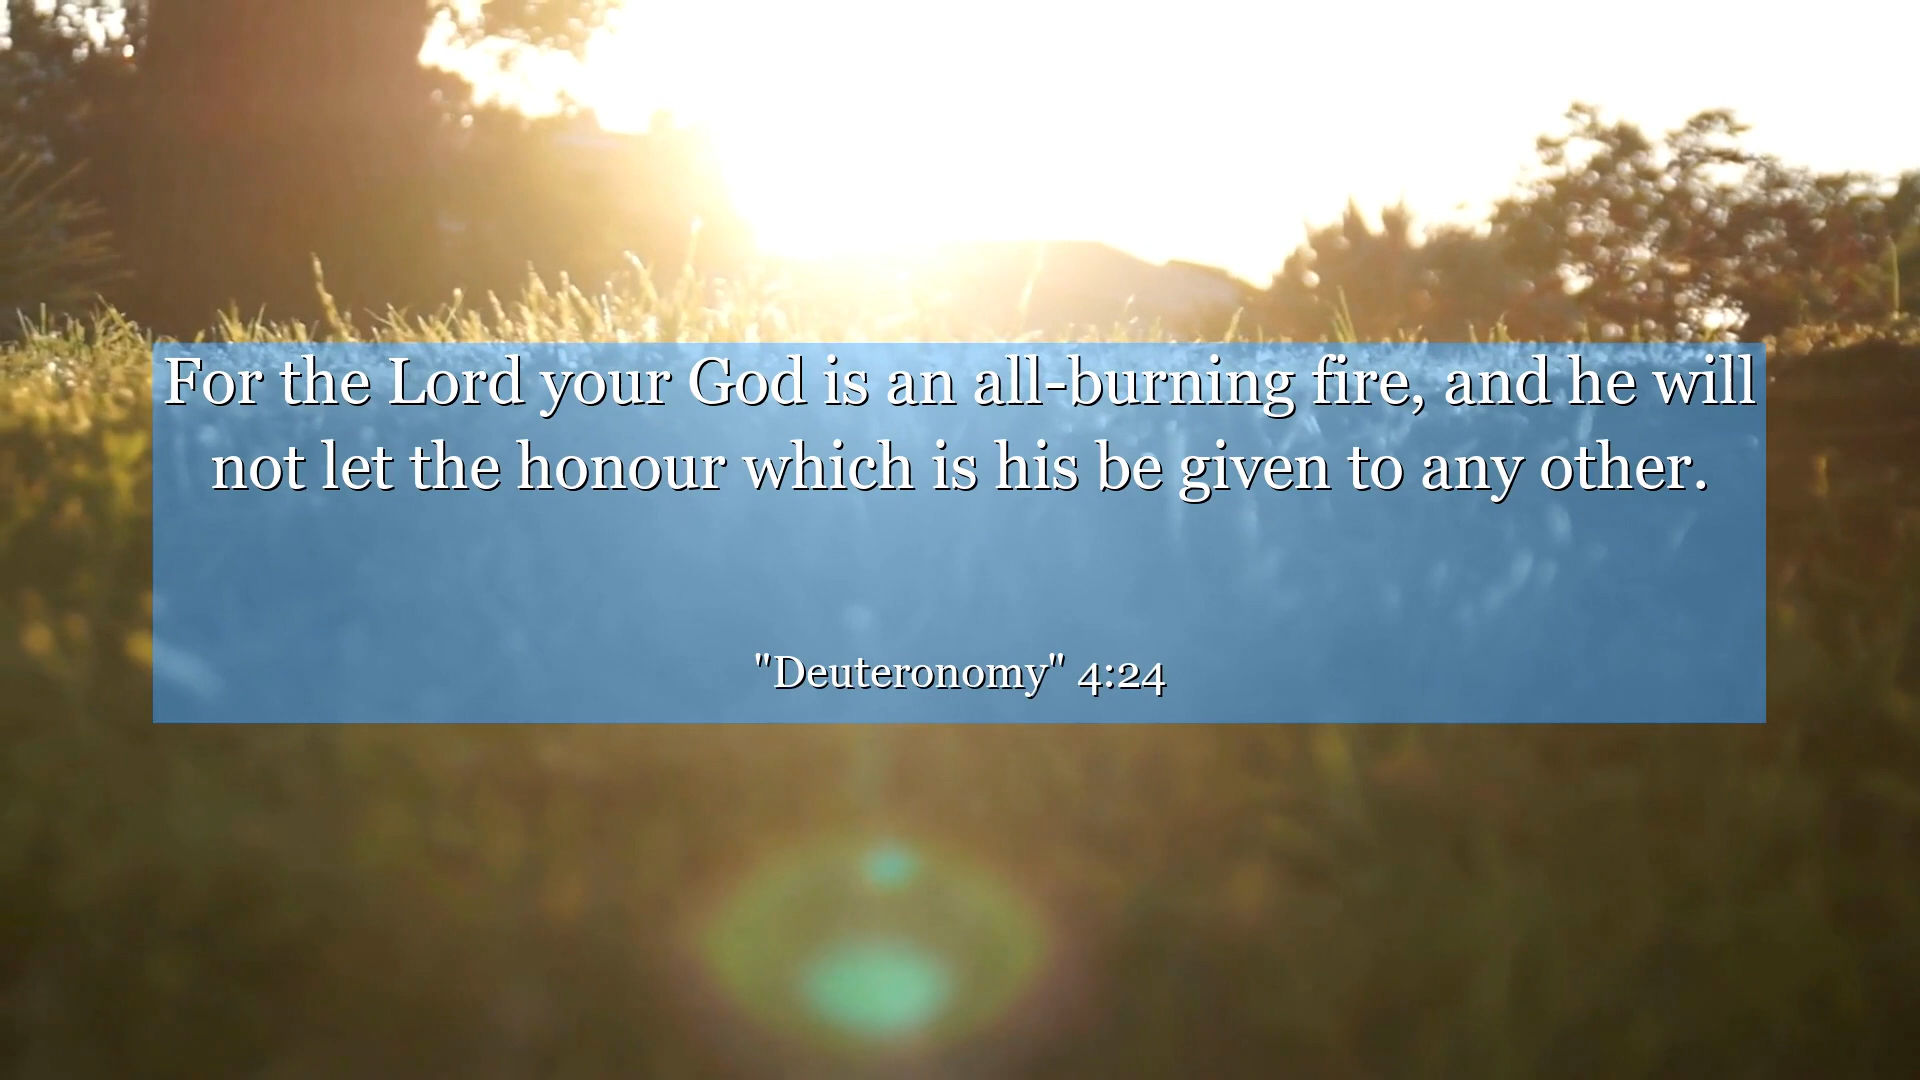 For the Lord your God is an all-burning fire, and he will
not let the honour which is his be given to any other.
"Deuteronomy" 4:24